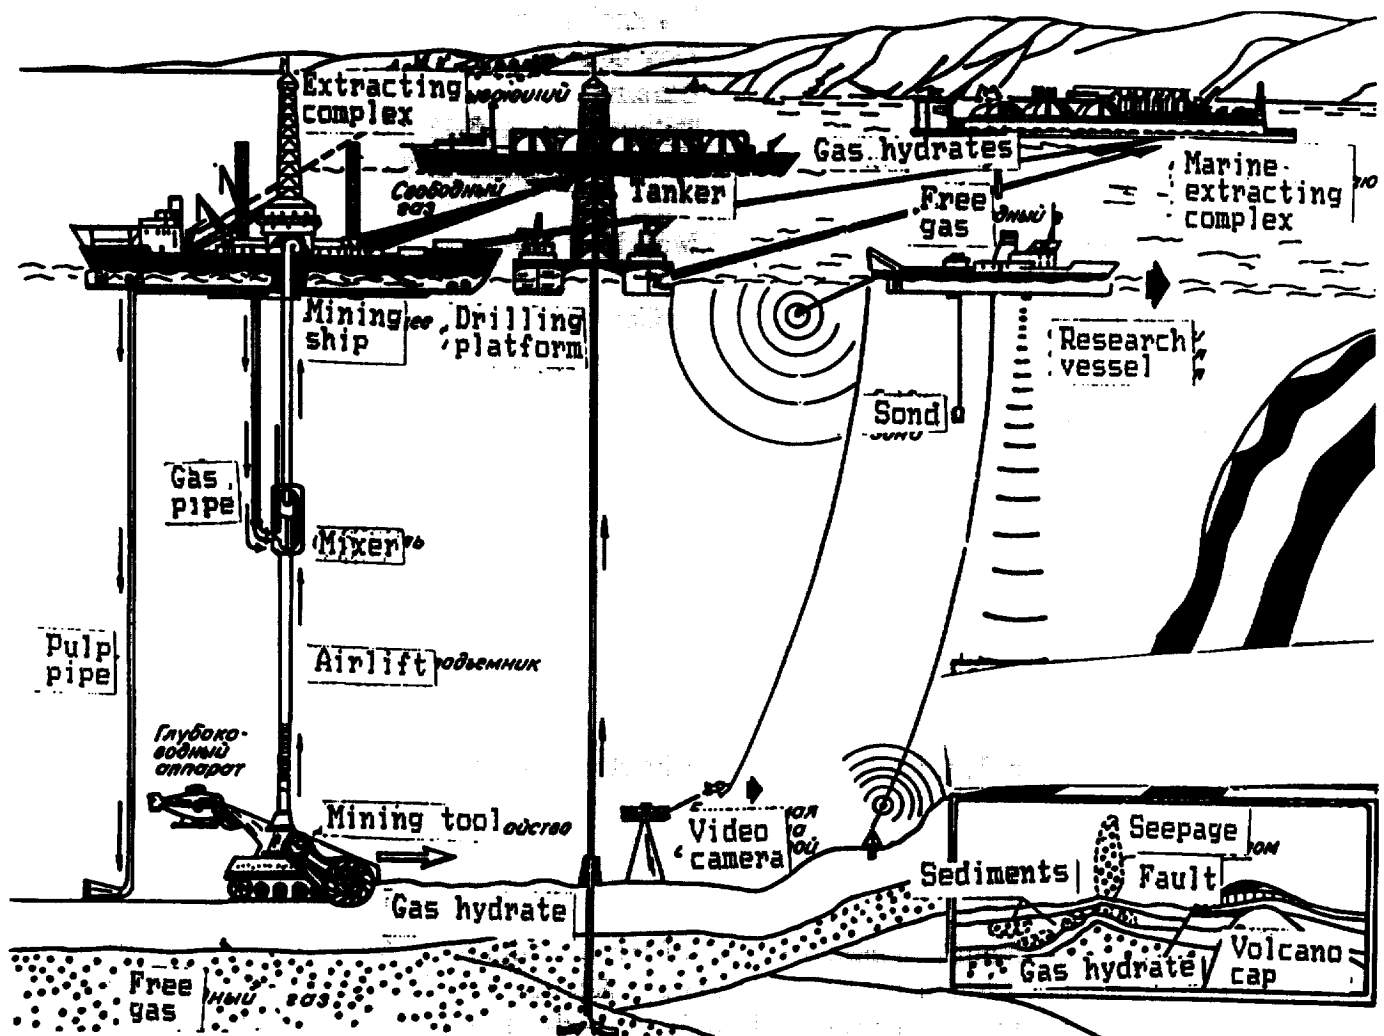 Extracting
complex
Gas hydrates
Marine
extracting
complex
Свободный
газ
Tanker
Free
gas
Mining
ship
Drilling
platform
Research
vessel
Sond
Gas
pipe
Mixer
Pulp
pipe
Airlift
подъемник
Глубоко-
водный
аппарат
Mining tool
Video
camera
Seepage
Sediments
Fault
Gas hydrate
Volcano
cap
Gas hydrate
Free
gas
газ